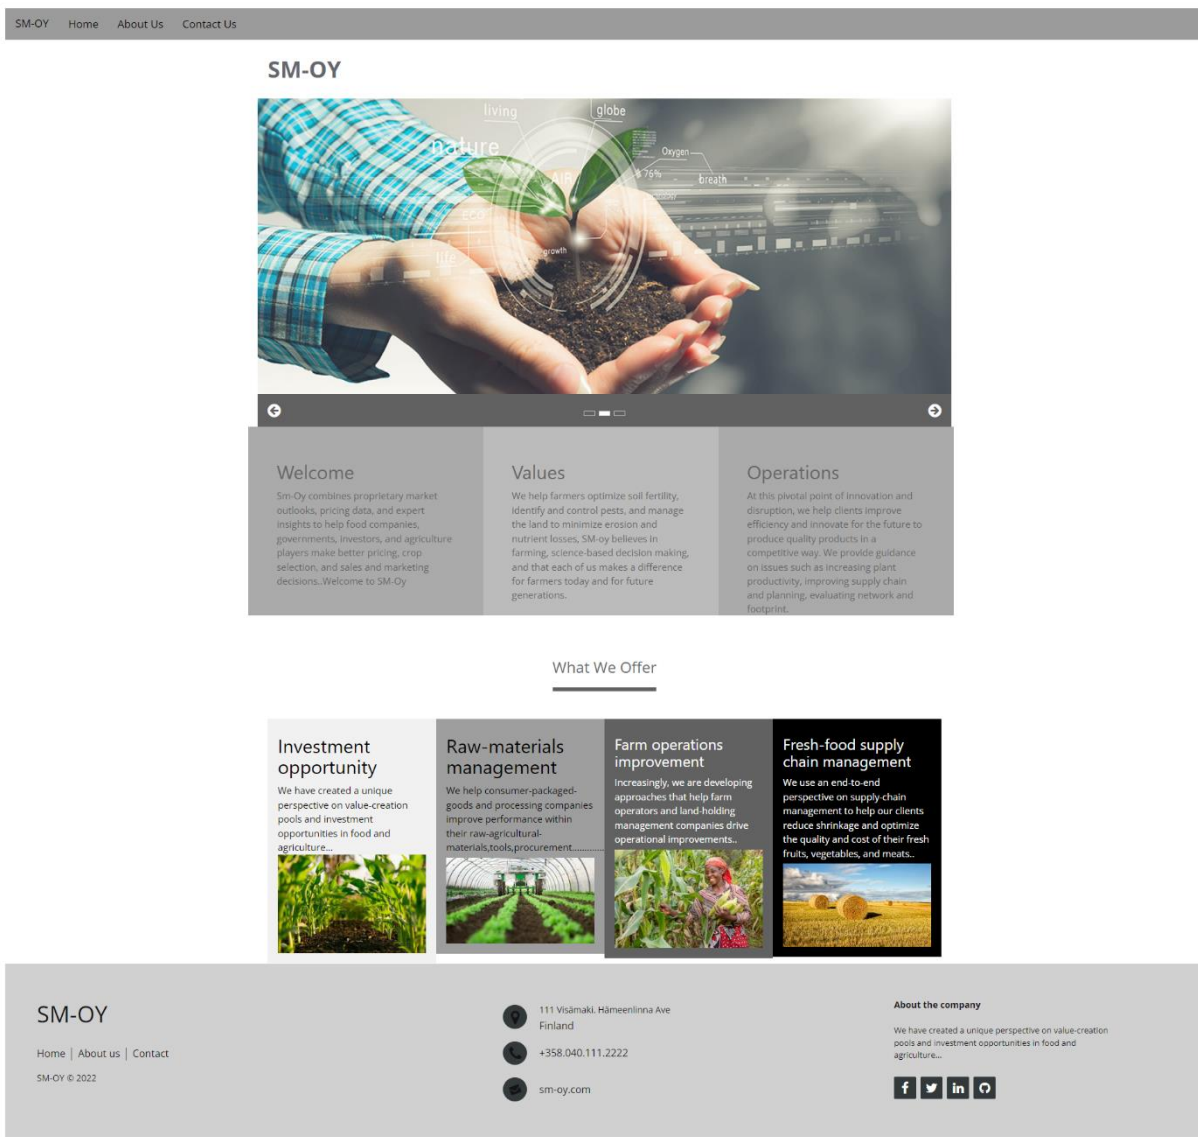 SM-OY Home About Us Contact Us
SM-OY
living
globe
nature
Oxygen
AIR
76%
breath
eco
growth
life
Welcome
Sm-Oy combines proprietary market
outlooks, pricing data, and expert
insights to help food companies,
governments, investors, and agriculture
players make better pricing, crop
selection, and sales and marketing
decisions..Welcome to SM-Oy
Values
We help farmers optimize soil fertility,
identify and control pests, and manage
the land to minimize erosion and
nutrient losses, SM-oy believes in
farming, science-based decision making,
and that each of us makes a difference
for farmers today and for future
generations.
Operations
At this pivotal point of innovation and
disruption, we help clients improve
efficiency and innovate for the future to
produce quality products in a
competitive way. We provide guidance
on issues such as increasing plant
productivity, improving supply chain
and planning, evaluating network and
footprint.
What We Offer
Investment
opportunity
We have created a unique
perspective on value-creation
pools and investment
opportunities in food and
agriculture...
Raw-materials
management
We help consumer-packaged-
goods and processing companies
improve performance within
their raw-agricultural-
materials,tools,procurement............
Farm operations
improvement
Increasingly, we are developing
approaches that help farm
operators and land-holding
management companies drive
operational improvements..
Fresh-food supply
chain management
We use an end-to-end
perspective on supply-chain
management to help our clients
reduce shrinkage and optimize
the quality and cost of their fresh
fruits, vegetables, and meats..
SM-OY
Home | About us | Contact
SM-OY © 2022
111 Visämaki. Hämeenlinna Ave
Finland
+358.040.111.2222
sm-oy.com
About the company
We have created a unique perspective on value-creation
pools and investment opportunities in food and
agriculture...